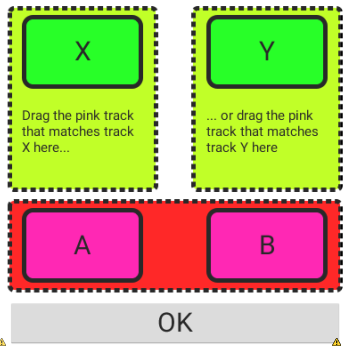 X
Y
Drag the pink track
that matches track
X here...
... or drag the pink
track that matches
track Y here
A
B
OK